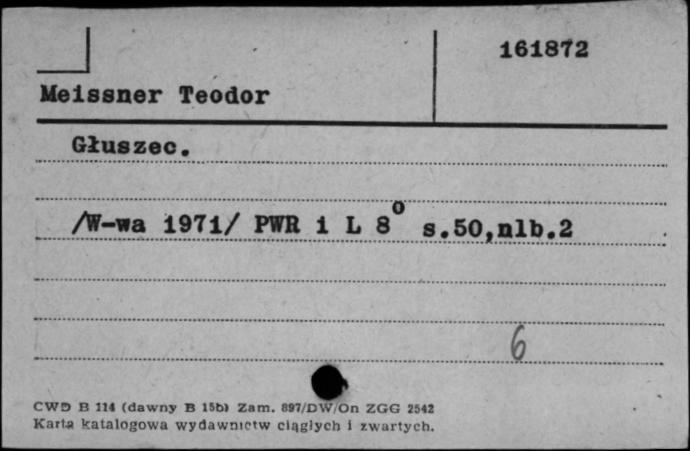 161872
Meissner Teodor
Głuszec.
/W-wa 1971/ PWR i L 8° s.50,nlb.2
6
CWD B 114 (dawny B 15b) Zam. 897/DW/On ZGG 2542
Karta katalogowa wydawnictw ciągłych i zwartych.